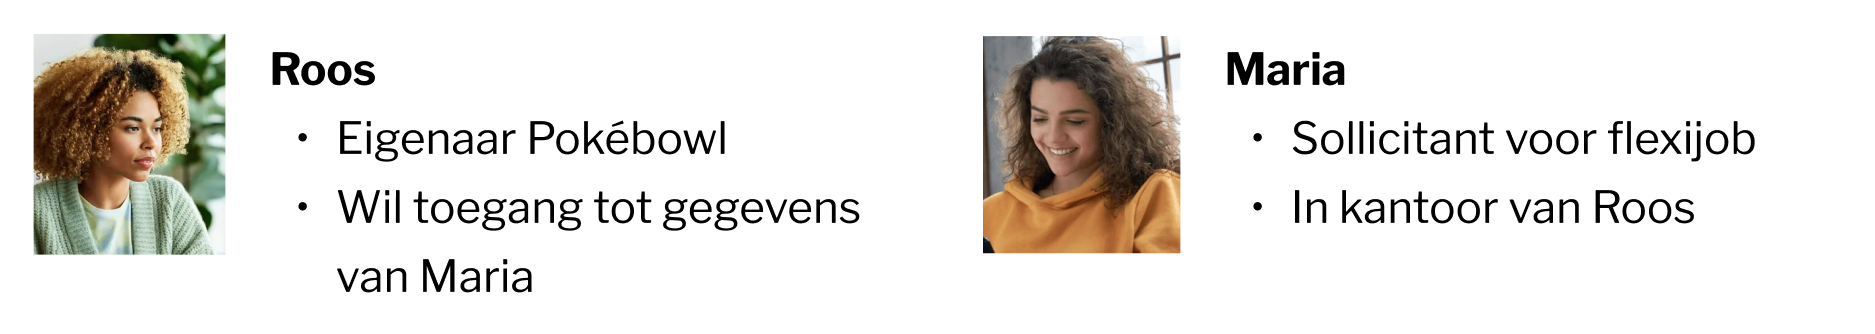 Roos
• Eigenaar Pokébowl
• Wil toegang tot gegevens
van Maria
Maria
• Sollicitant voor flexijob
• In kantoor van Roos